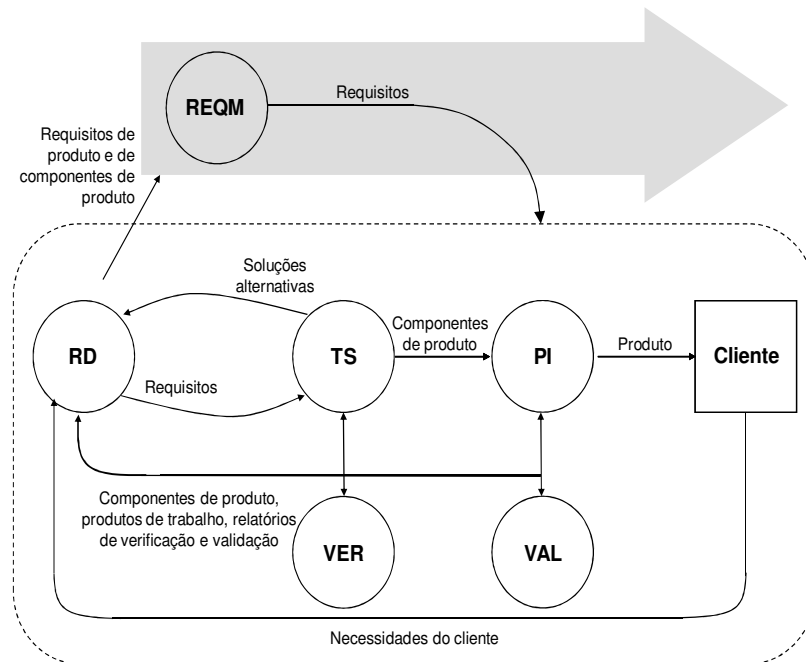 REQM
Requisitos
Requisitos de
produto e de
componentes de
produto
Soluções
alternativas
RD
TS
Componentes
de produto
PI
Produto
Cliente
Requisitos
Componentes de produto,
produtos de trabalho, relatórios
de verificação e validação
VER
VAL
Necessidades do cliente